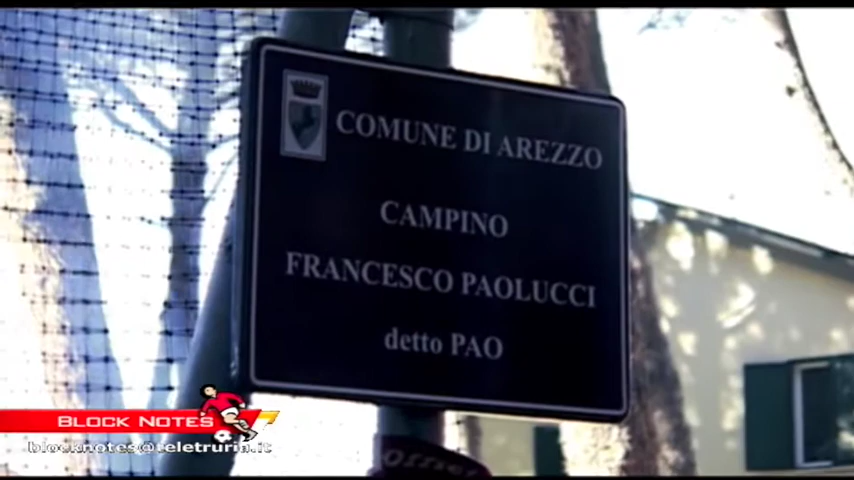 COMUNE DI AREZZO
CAMPINO
FRANCESCO PAOLUCCI
detto PAO
BLOCK NOTES
blocknotes@teletruria.it